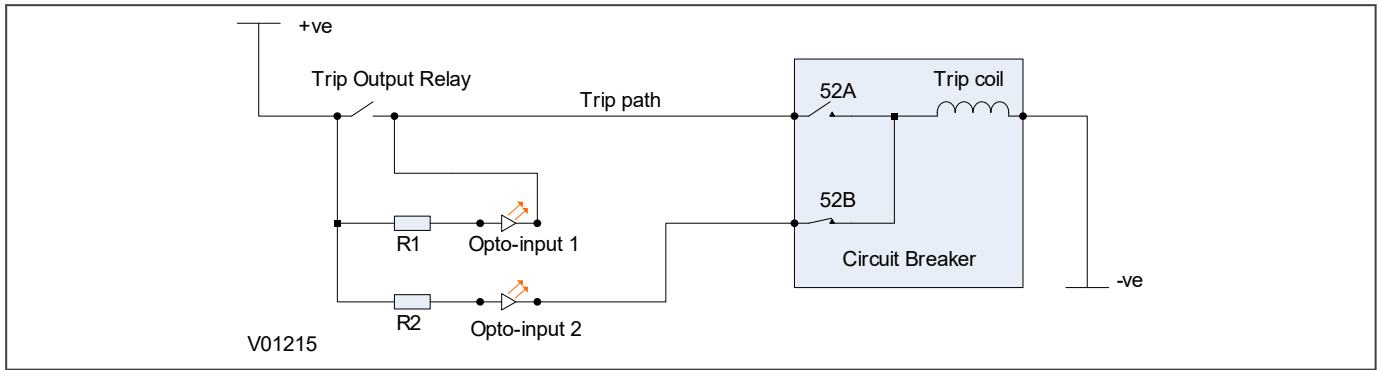 +ve
Trip Output Relay
Trip path
52A
Trip coil
52B
R1
Opto-input 1
Circuit Breaker
-ve
R2
Opto-input 2
V01215